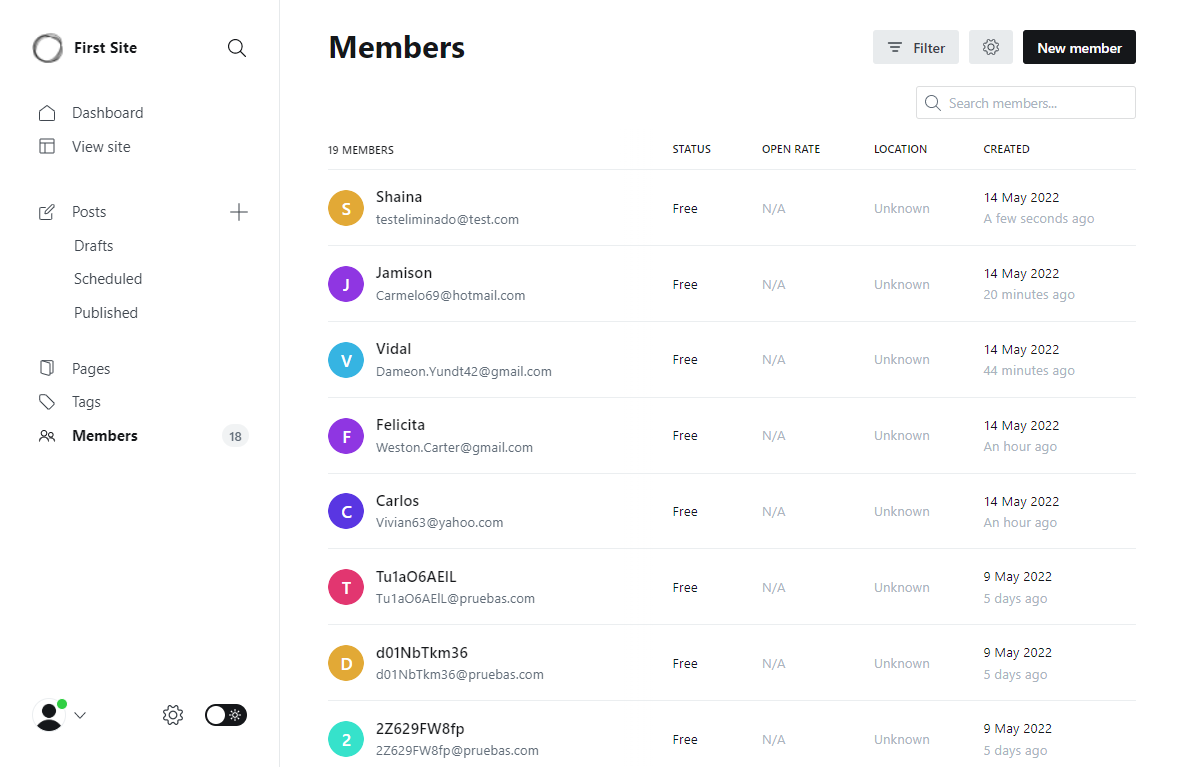 First Site
Dashboard
View site
Posts
Drafts
Scheduled
Published
Pages
Tags
Members
18
Members
Filter
New member
Search members...
19 MEMBERS STATUS OPEN RATE LOCATION CREATED
S Shaina
testeliminado@test.com
Free N/A Unknown
14 May 2022
A few seconds ago
J Jamison
Carmelo69@hotmail.com
Free N/A Unknown
14 May 2022
20 minutes ago
V Vidal
Dameon.Yundt42@gmail.com
Free N/A Unknown
14 May 2022
44 minutes ago
F Felicita
Weston.Carter@gmail.com
Free N/A Unknown
14 May 2022
An hour ago
C Carlos
Vivian63@yahoo.com
Free N/A Unknown
14 May 2022
An hour ago
T Tu1aO6AElL
Tu1aO6AElL@pruebas.com
Free N/A Unknown
9 May 2022
5 days ago
D d01NbTkm36
d01NbTkm36@pruebas.com
Free N/A Unknown
9 May 2022
5 days ago
2 2Z629FW8fp
2Z629FW8fp@pruebas.com
Free N/A Unknown
9 May 2022
5 days ago